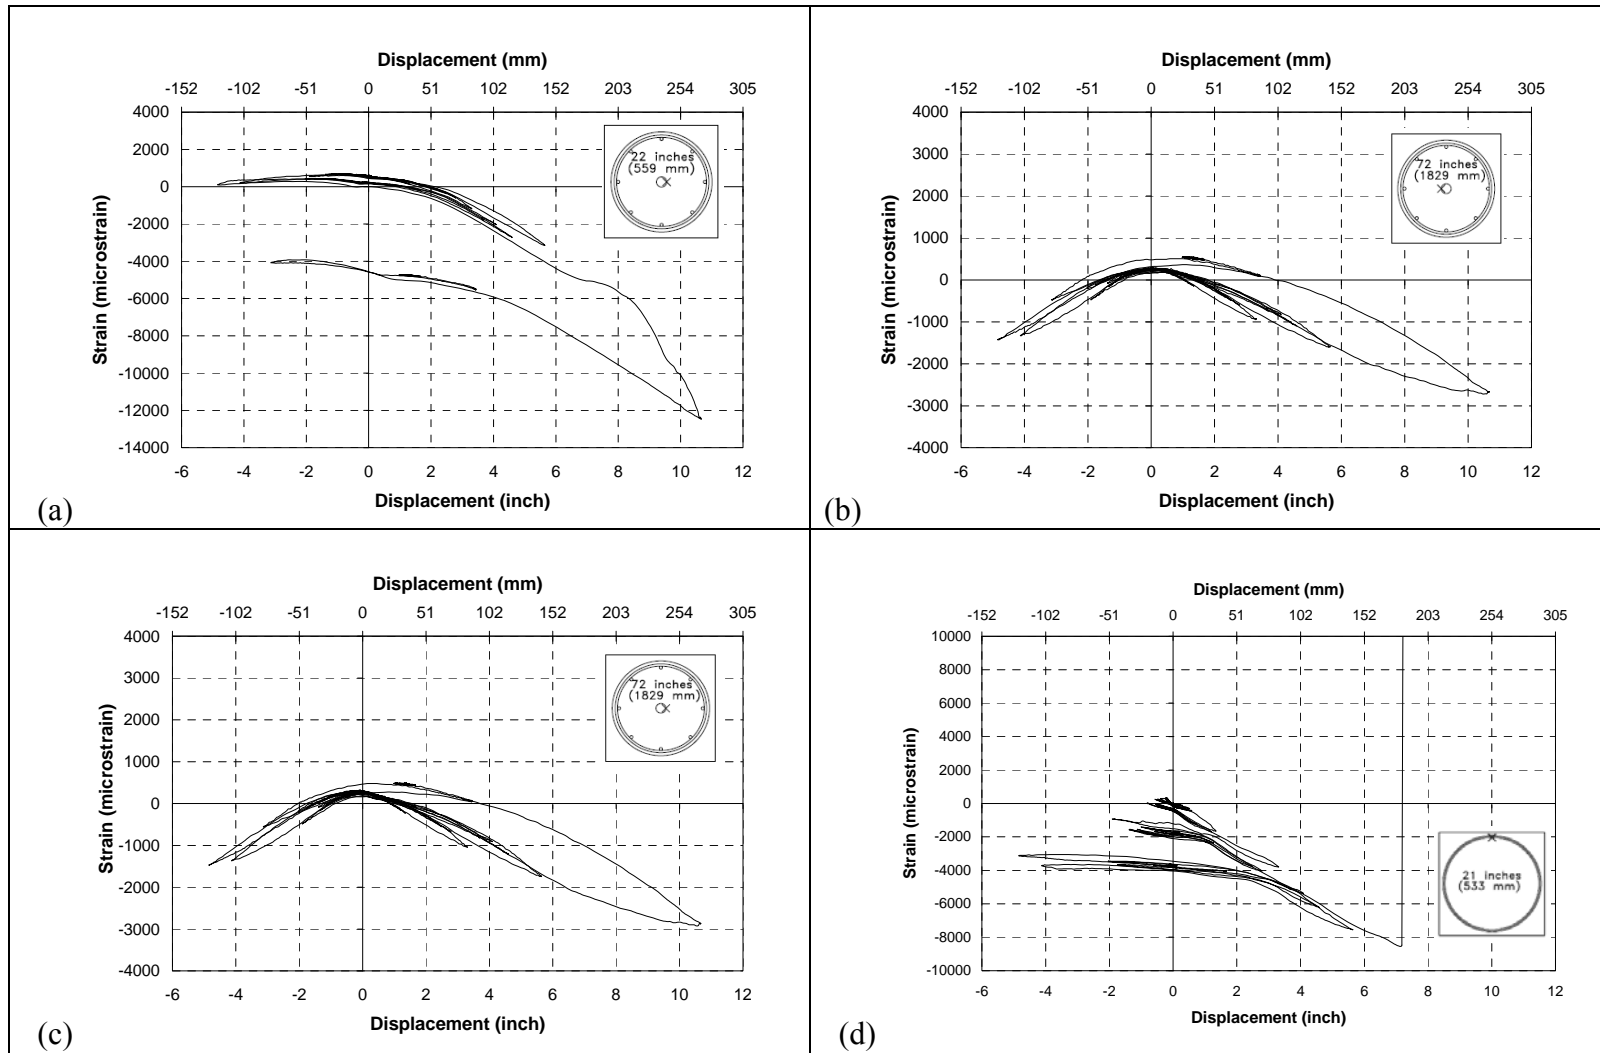 Displacement (mm)
-152 -102 -51 0 51 102 152 203 254 305
4000
2000
0
-2000
-4000
-6000
-8000
-10000
-12000
-14000
Strain (microstrain)
22 inches
(559 mm)
-6 -4 -2 0 2 4 6 8 10 12
Displacement (inch)
(a)
Displacement (mm)
-152 -102 -51 0 51 102 152 203 254 305
4000
3000
2000
1000
0
-1000
-2000
-3000
-4000
Strain (microstrain)
72 inches
(1829 mm)
-6 -4 -2 0 2 4 6 8 10 12
Displacement (inch)
(b)
Displacement (mm)
-152 -102 -51 0 51 102 152 203 254 305
4000
3000
2000
1000
0
-1000
-2000
-3000
-4000
Strain (microstrain)
72 inches
(1829 mm)
-6 -4 -2 0 2 4 6 8 10 12
Displacement (inch)
(c)
Displacement (mm)
-152 -102 -51 0 51 102 152 203 254 305
10000
8000
6000
4000
2000
0
-2000
-4000
-6000
-8000
-10000
Strain (microstrain)
21 inches
(533 mm)
-6 -4 -2 0 2 4 6 8 10 12
Displacement (inch)
(d)